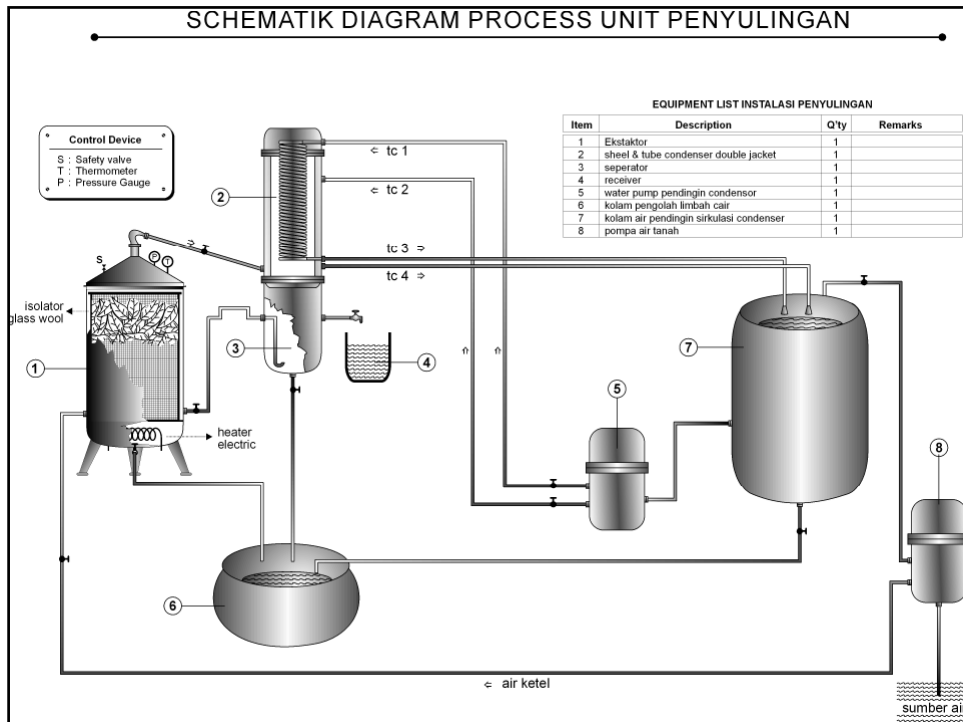 SCHEMATIK DIAGRAM PROCESS UNIT PENYULINGAN
EQUIPMENT LIST INSTALASI PENYULINGAN
Item Description Q'ty Remarks
1 Ekstaktor 1
2 sheel & tube condenser double jacket 1
3 seperator 1
4 receiver 1
5 water pump pendingin condensor 1
6 kolam pengolah limbah cair 1
7 kolam air pendingin sirkulasi condenser 1
8 pompa air tanah 1
Control Device
S : Safety valve
T : Thermometer
P : Pressure Gauge
tc 1
tc 2
2
tc 3
tc 4
S
P
T
isolator
glass wool
1
3
4
7
5
heater
electric
8
6
air ketel
sumber air